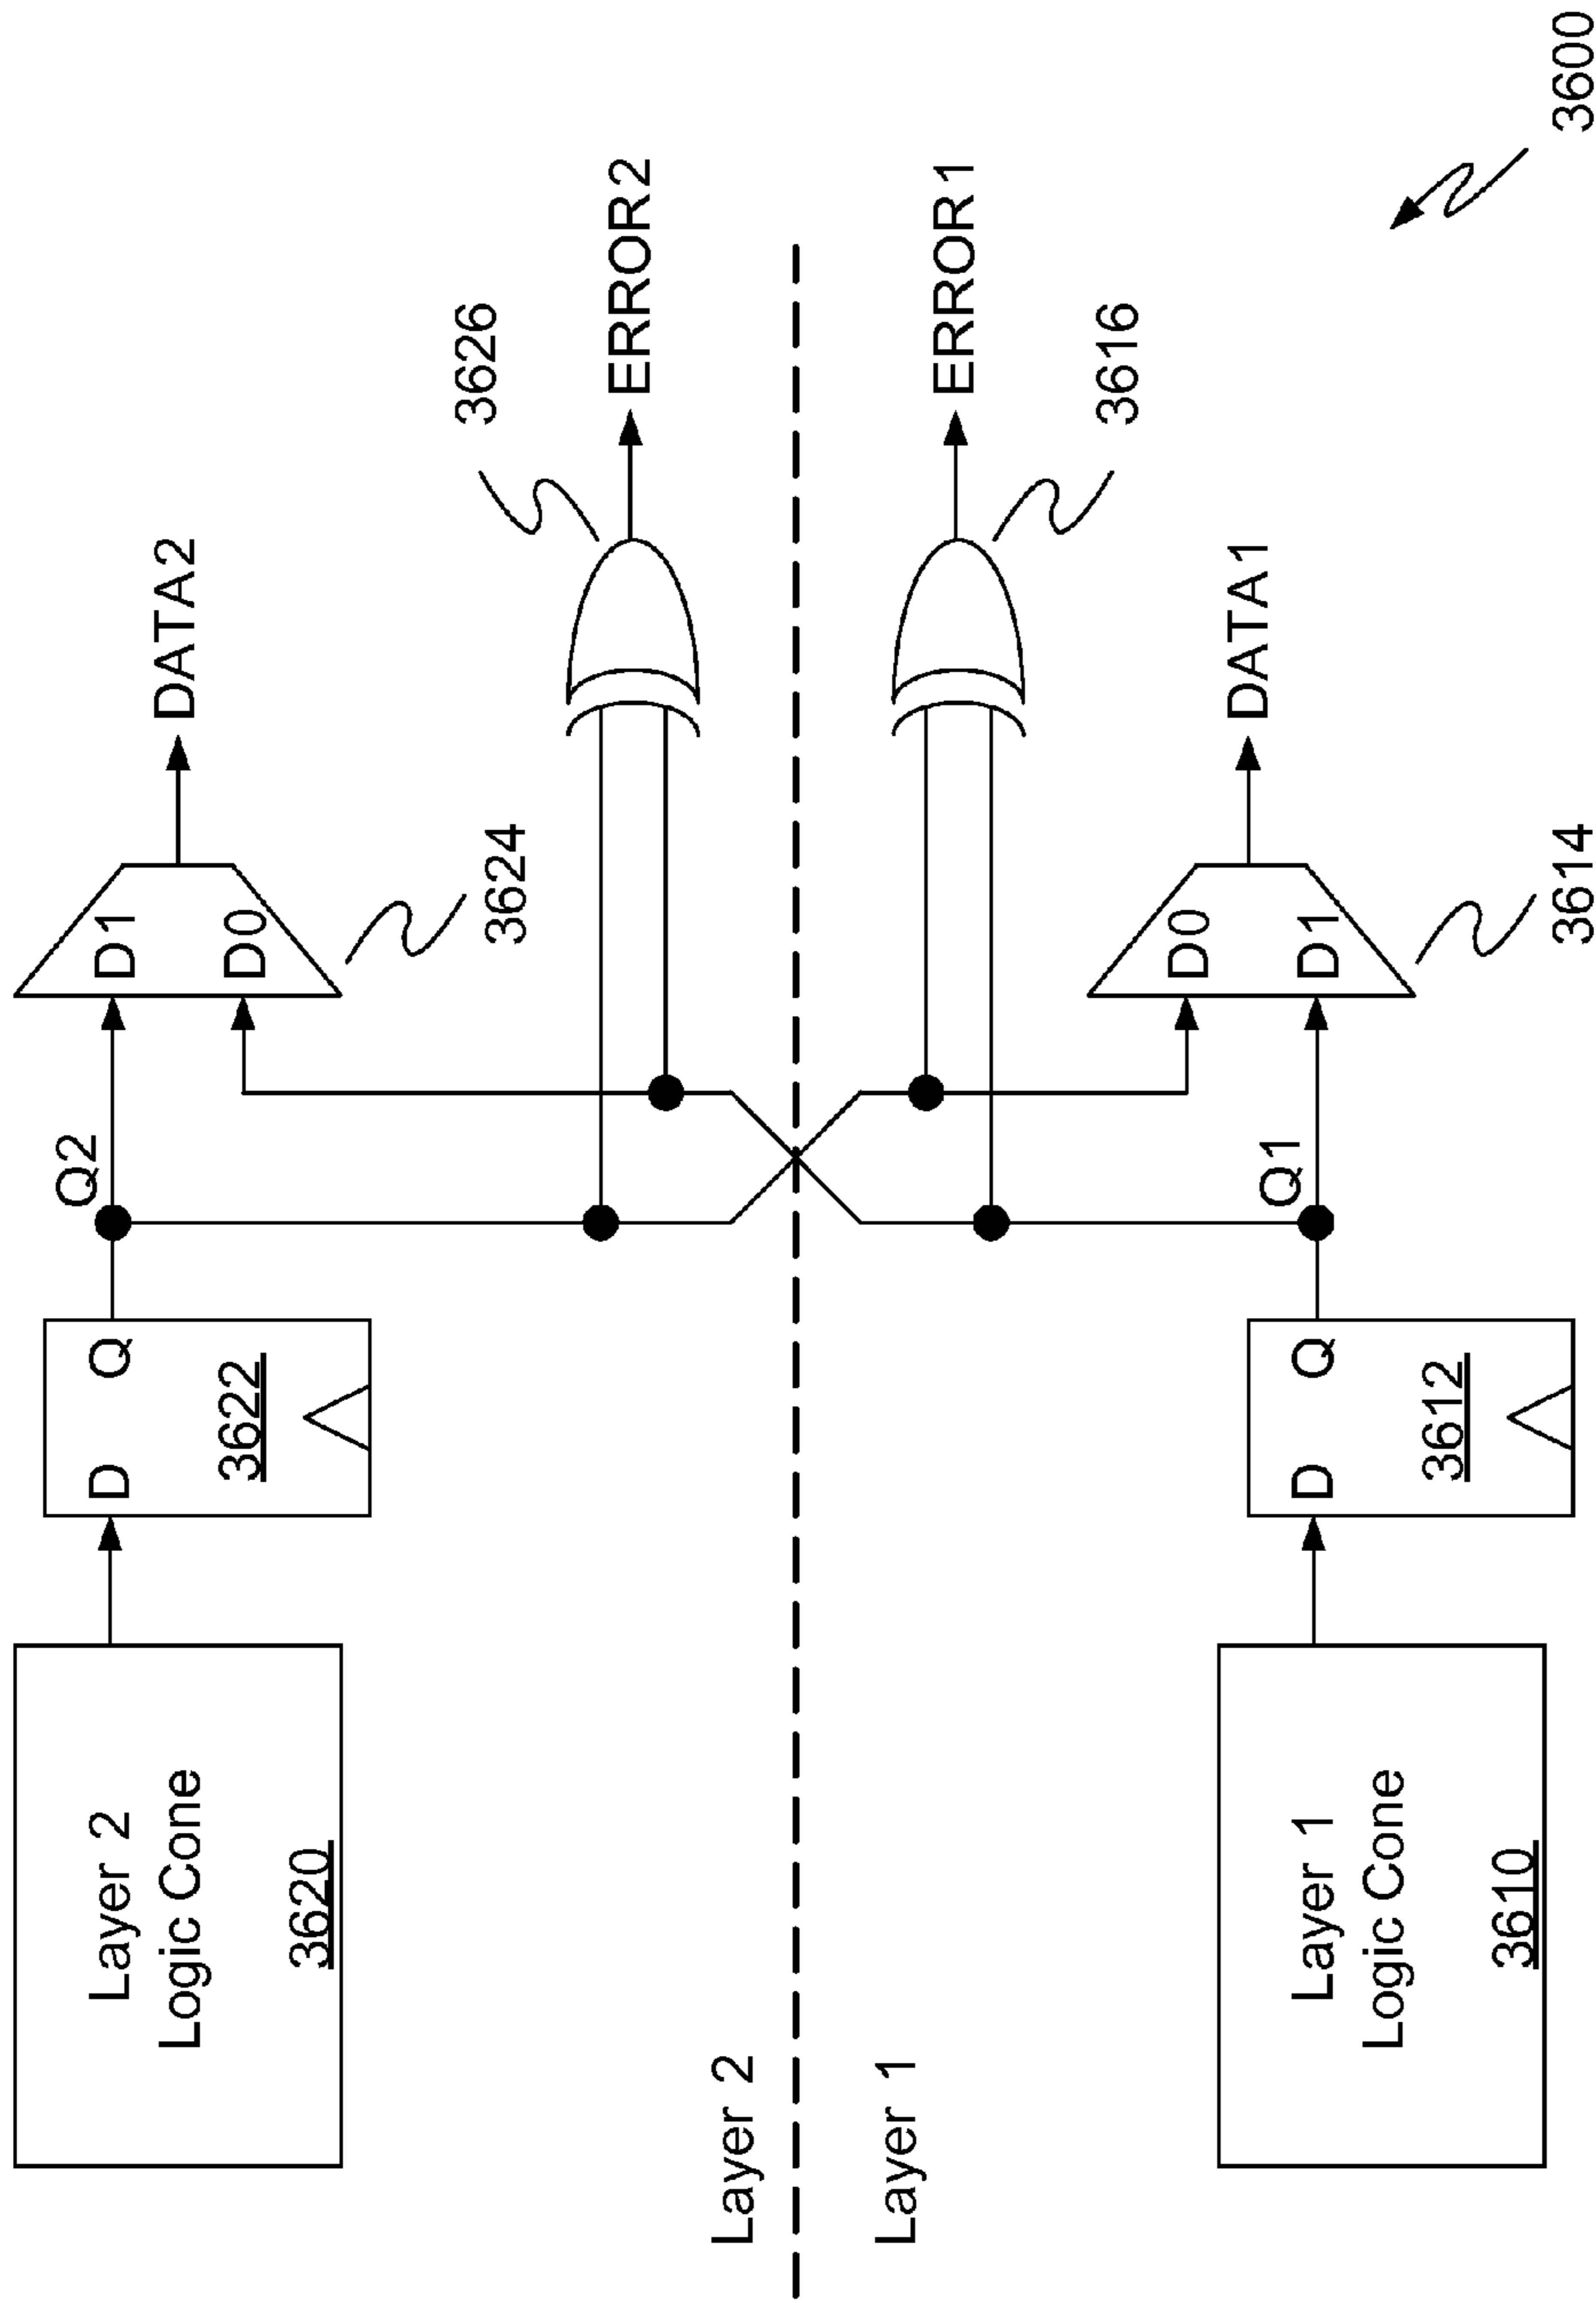 Layer 2
Logic Cone
3620
D
Q
3622
Q2
D1
D0
3624
DATA2
3626
ERROR2
Layer 2
Layer 1
ERROR1
3616
Layer 1
Logic Cone
3610
D
Q
3612
Q1
D0
D1
3614
DATA1
3600